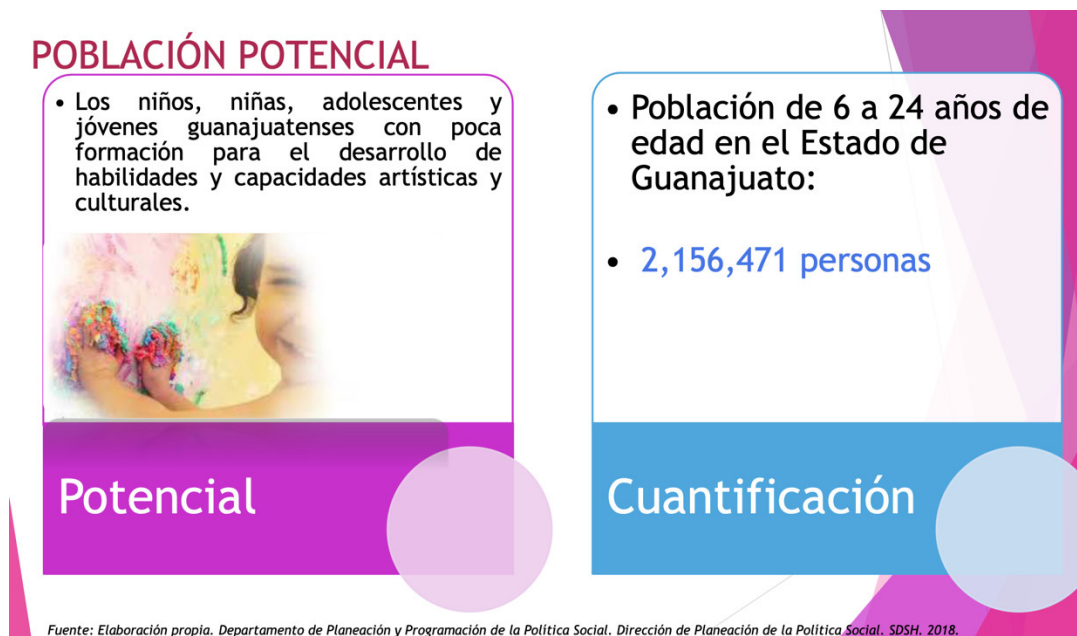 POBLACIÓN POTENCIAL
• Los niños, niñas, adolescentes y
jóvenes guanajuatenses con poca
formación para el desarrollo de
habilidades y capacidades artísticas y
culturales.
Potencial
• Población de 6 a 24 años de
edad en el Estado de
Guanajuato:
• 2,156,471 personas
Cuantificación
Fuente: Elaboración propia. Departamento de Planeación y Programación de la Política Social. Dirección de Planeación de la Política Social. SDSH. 2018.